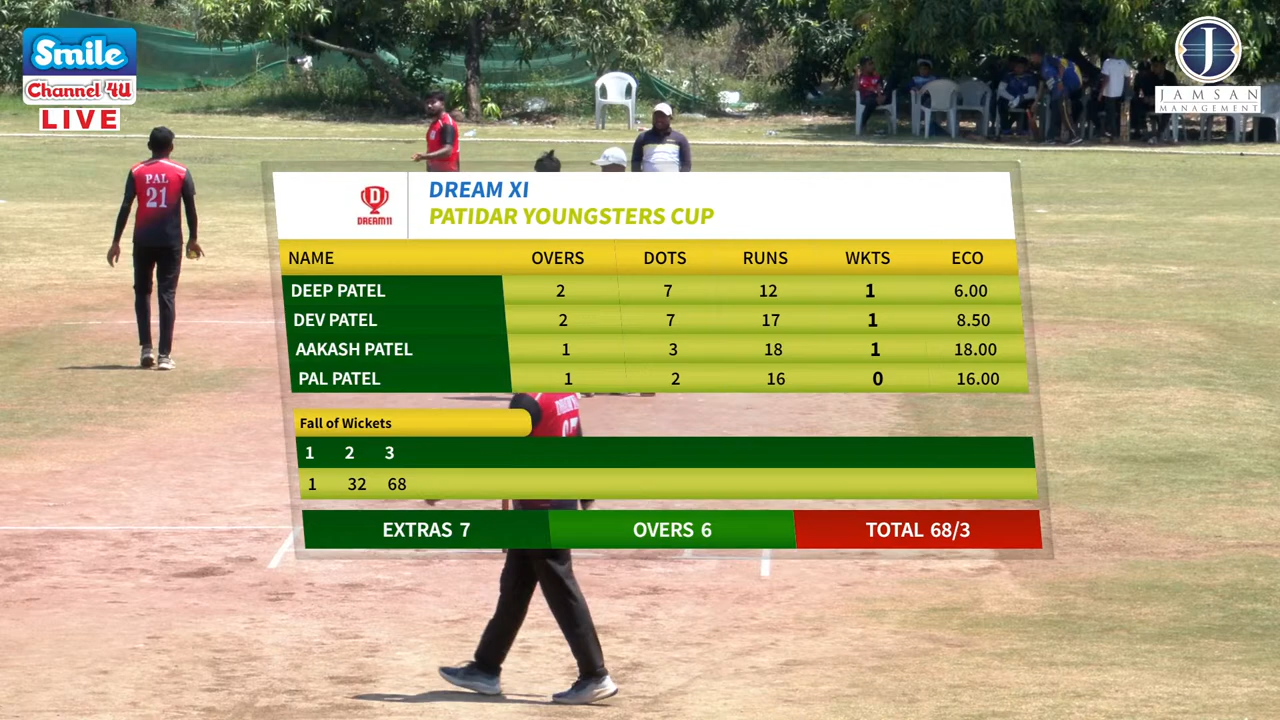 Smile
Channel 4U
LIVE
J
JAMSAN
MANAGEMENT
PAL
21
D
DREAM11
DREAM XI
PATIDAR YOUNGSTERS CUP
NAME OVERS DOTS RUNS WKTS ECO
DEEP PATEL 2 7 12 1 6.00
DEV PATEL 2 7 17 1 8.50
AAKASH PATEL 1 3 18 1 18.00
PAL PATEL 1 2 16 0 16.00
Fall of Wickets
1 2 3
1 32 68
EXTRAS 7 OVERS 6 TOTAL 68/3